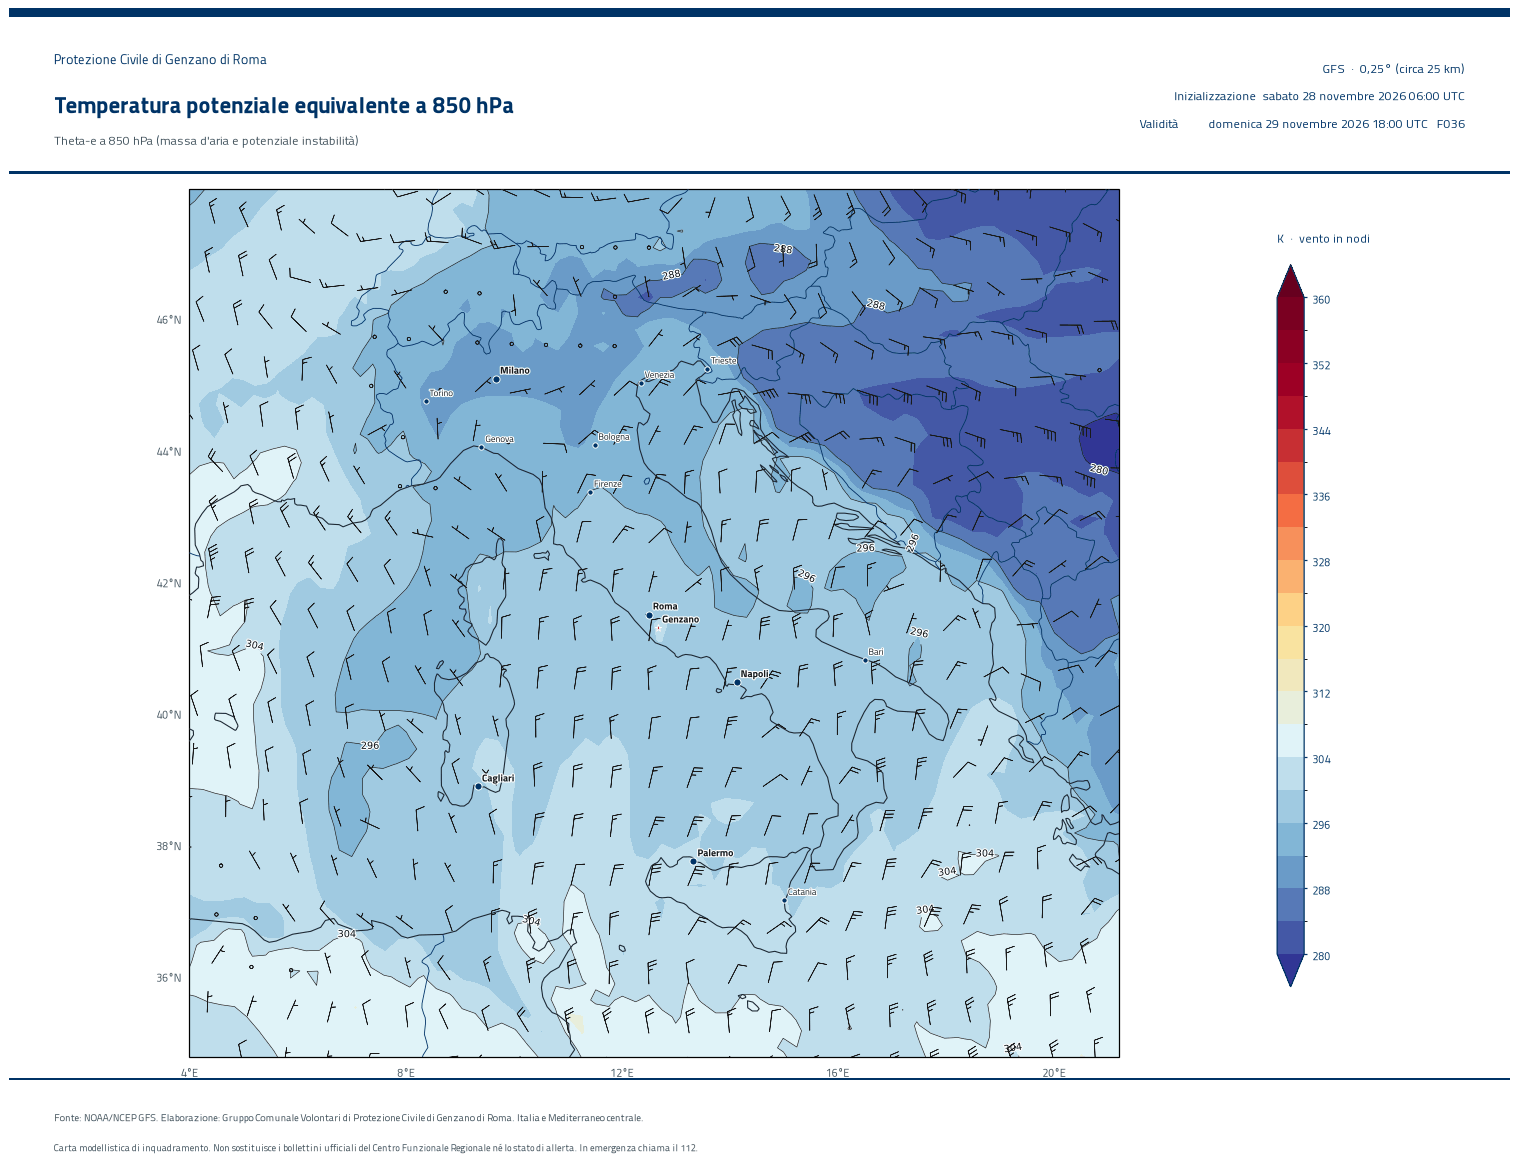 Protezione Civile di Genzano di Roma
Temperatura potenziale equivalente a 850 hPa
Theta-e a 850 hPa (massa d'aria e potenziale instabilità)
GFS · 0,25° (circa 25 km)
Inizializzazione sabato 28 novembre 2026 06:00 UTC
Validità domenica 29 novembre 2026 18:00 UTC F036
K · vento in nodi
360
352
344
336
328
320
312
304
296
288
280
46°N
44°N
42°N
40°N
38°N
36°N
4°E
8°E
12°E
16°E
20°E
288
288
288
280
296
296
296
296
296
304
304
304
304
304
304
304
Milano
Torino
Venezia
Trieste
Genova
Bologna
Firenze
Roma
Genzano
Napoli
Bari
Cagliari
Palermo
Catania
Fonte: NOAA/NCEP GFS. Elaborazione: Gruppo Comunale Volontari di Protezione Civile di Genzano di Roma. Italia e Mediterraneo centrale.
Carta modellistica di inquadramento. Non sostituisce i bollettini ufficiali del Centro Funzionale Regionale né lo stato di allerta. In emergenza chiama il 112.